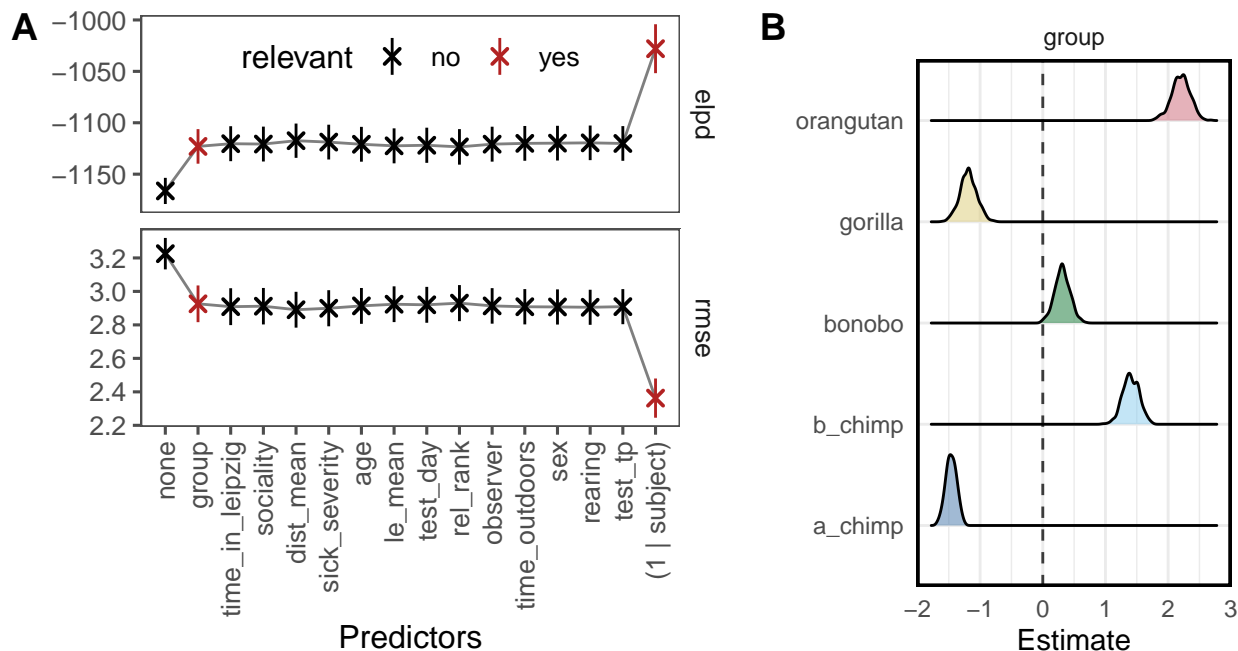 A
relevant no yes
−1000
−1050
−1100
−1150
elpd
3.2
3.0
2.8
2.6
2.4
2.2
rmse
none
group
time_in_leipzig
sociality
dist_mean
sick_severity
age
le_mean
test_day
rel_rank
observer
time_outdoors
sex
rearing
test_tp
(1 | subject)
Predictors
B
group
orangutan
gorilla
bonobo
b_chimp
a_chimp
−2 −1 0 1 2 3
Estimate